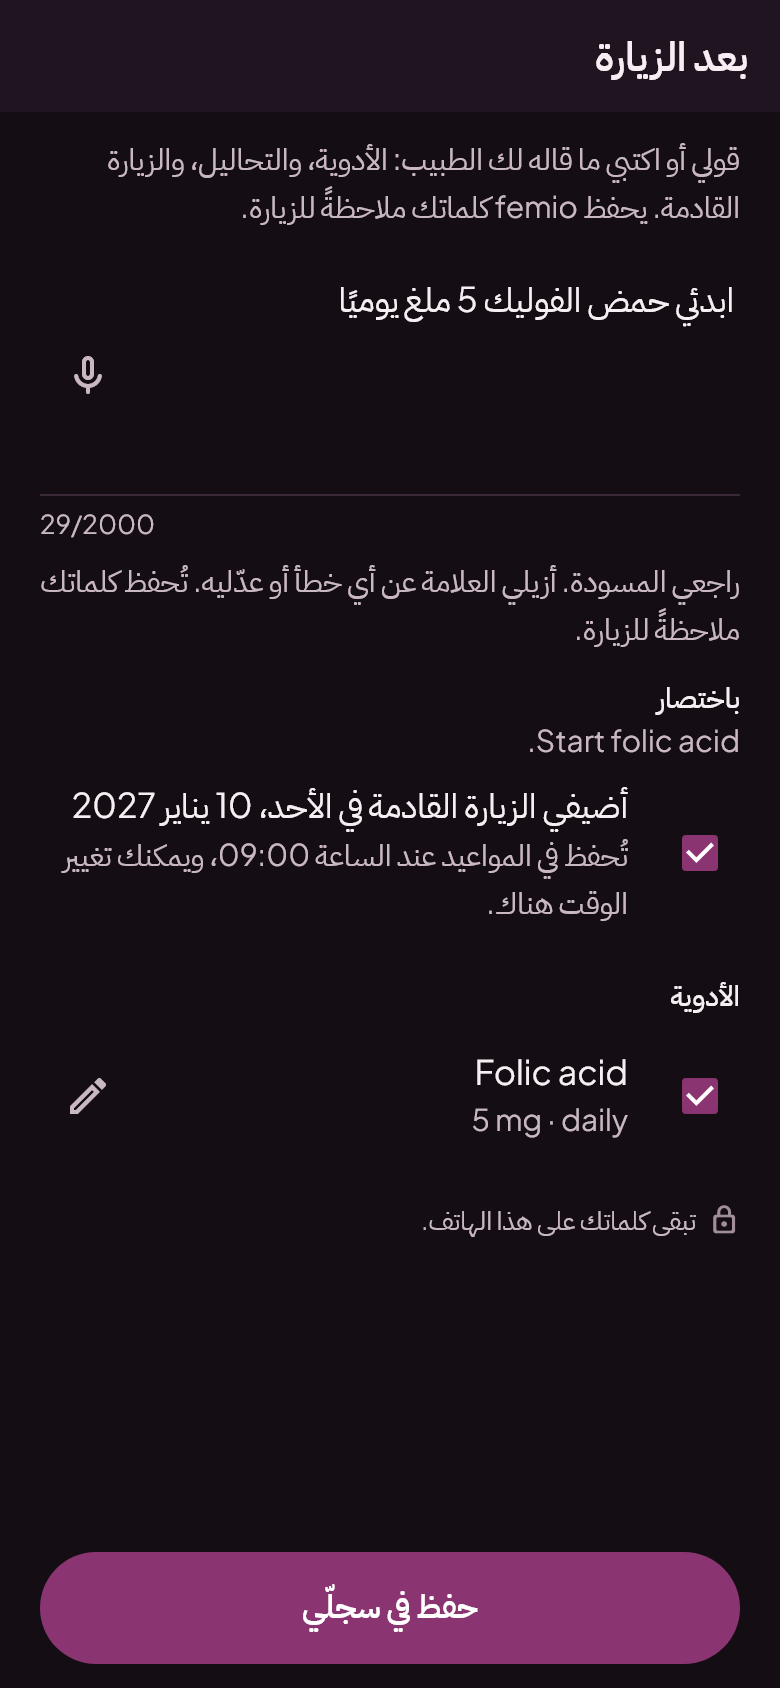 بعد الزيارة
قولي أو اكتبي ما قاله لك الطبيب: الأدوية، والتحاليل، والزيارة
القادمة. يحفظ femio كلماتك ملاحظةً للزيارة.
ابدئي حمض الفوليك 5 ملغ يوميًا
29/2000
راجعي المسودة. أزيلي العلامة عن أي خطأ أو عدّليه. تُحفظ كلماتك
ملاحظةً للزيارة.
باختصار
Start folic acid.
أضيفي الزيارة القادمة في الأحد، 10 يناير 2027
تُحفظ في المواعيد عند الساعة 09:00، ويمكنك تغيير
الوقت هناك.
الأدوية
Folic acid
5 mg · daily
تبقى كلماتك على هذا الهاتف.
حفظ في سجلّي